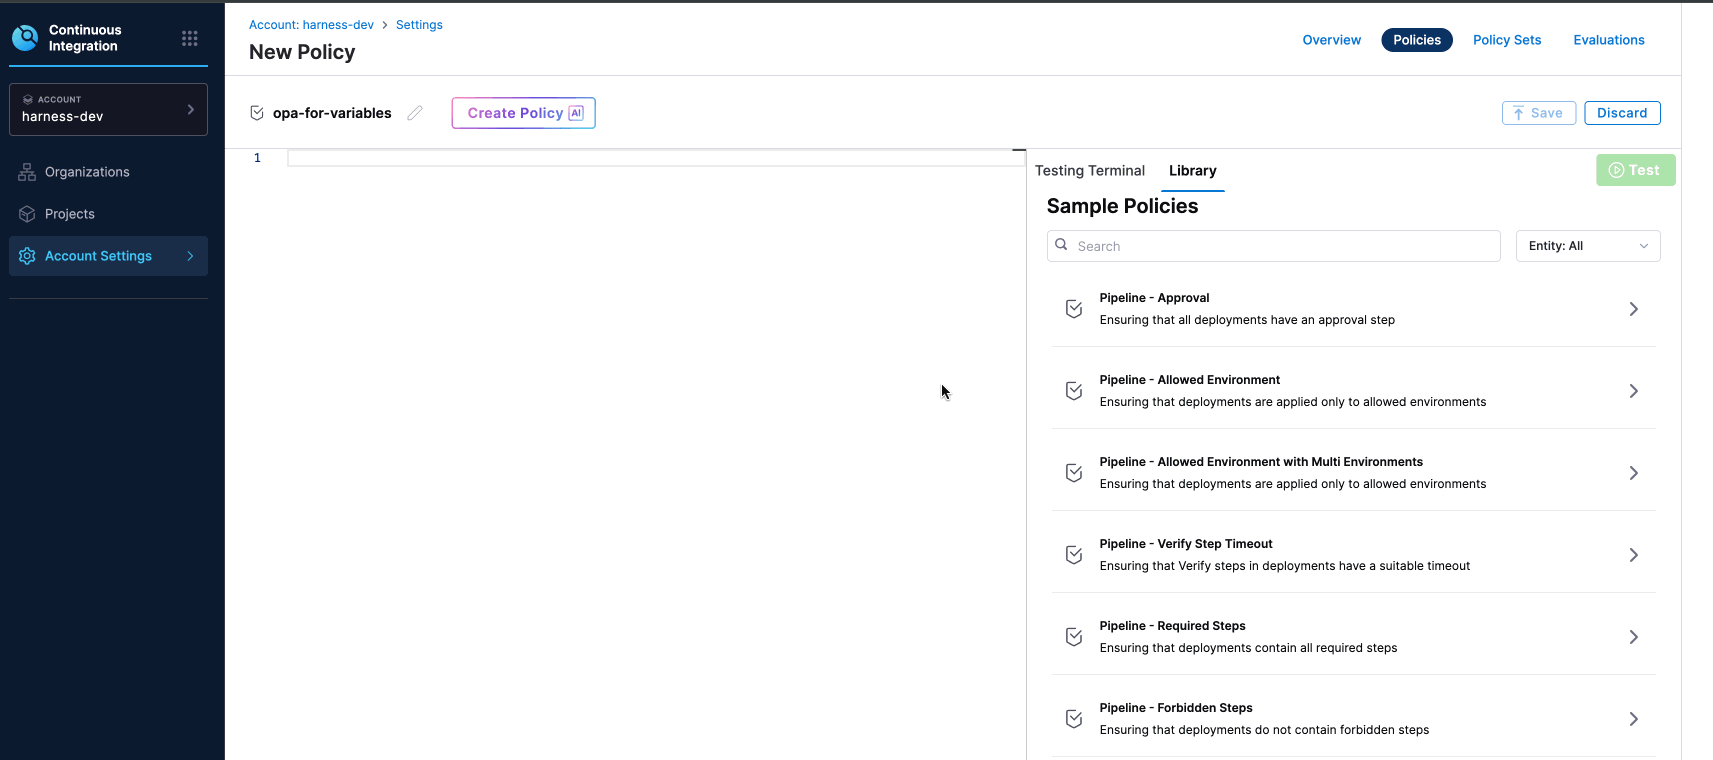 Continuous
Integration
ACCOUNT
harness-dev
Organizations
Projects
Account Settings
Account: harness-dev > Settings
New Policy
Overview
Policies
Policy Sets
Evaluations
opa-for-variables
Create Policy AI
Save
Discard
1
Testing Terminal
Library
Test
Sample Policies
Search
Entity: All
Pipeline - Approval
Ensuring that all deployments have an approval step
Pipeline - Allowed Environment
Ensuring that deployments are applied only to allowed environments
Pipeline - Allowed Environment with Multi Environments
Ensuring that deployments are applied only to allowed environments
Pipeline - Verify Step Timeout
Ensuring that Verify steps in deployments have a suitable timeout
Pipeline - Required Steps
Ensuring that deployments contain all required steps
Pipeline - Forbidden Steps
Ensuring that deployments do not contain forbidden steps